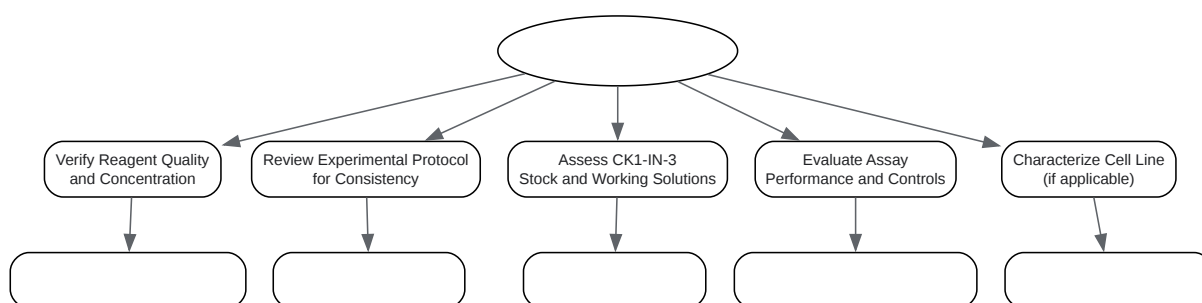 Verify Reagent Quality
and Concentration
Review Experimental Protocol
for Consistency
Assess CK1-IN-3
Stock and Working Solutions
Evaluate Assay
Performance and Controls
Characterize Cell Line
(if applicable)